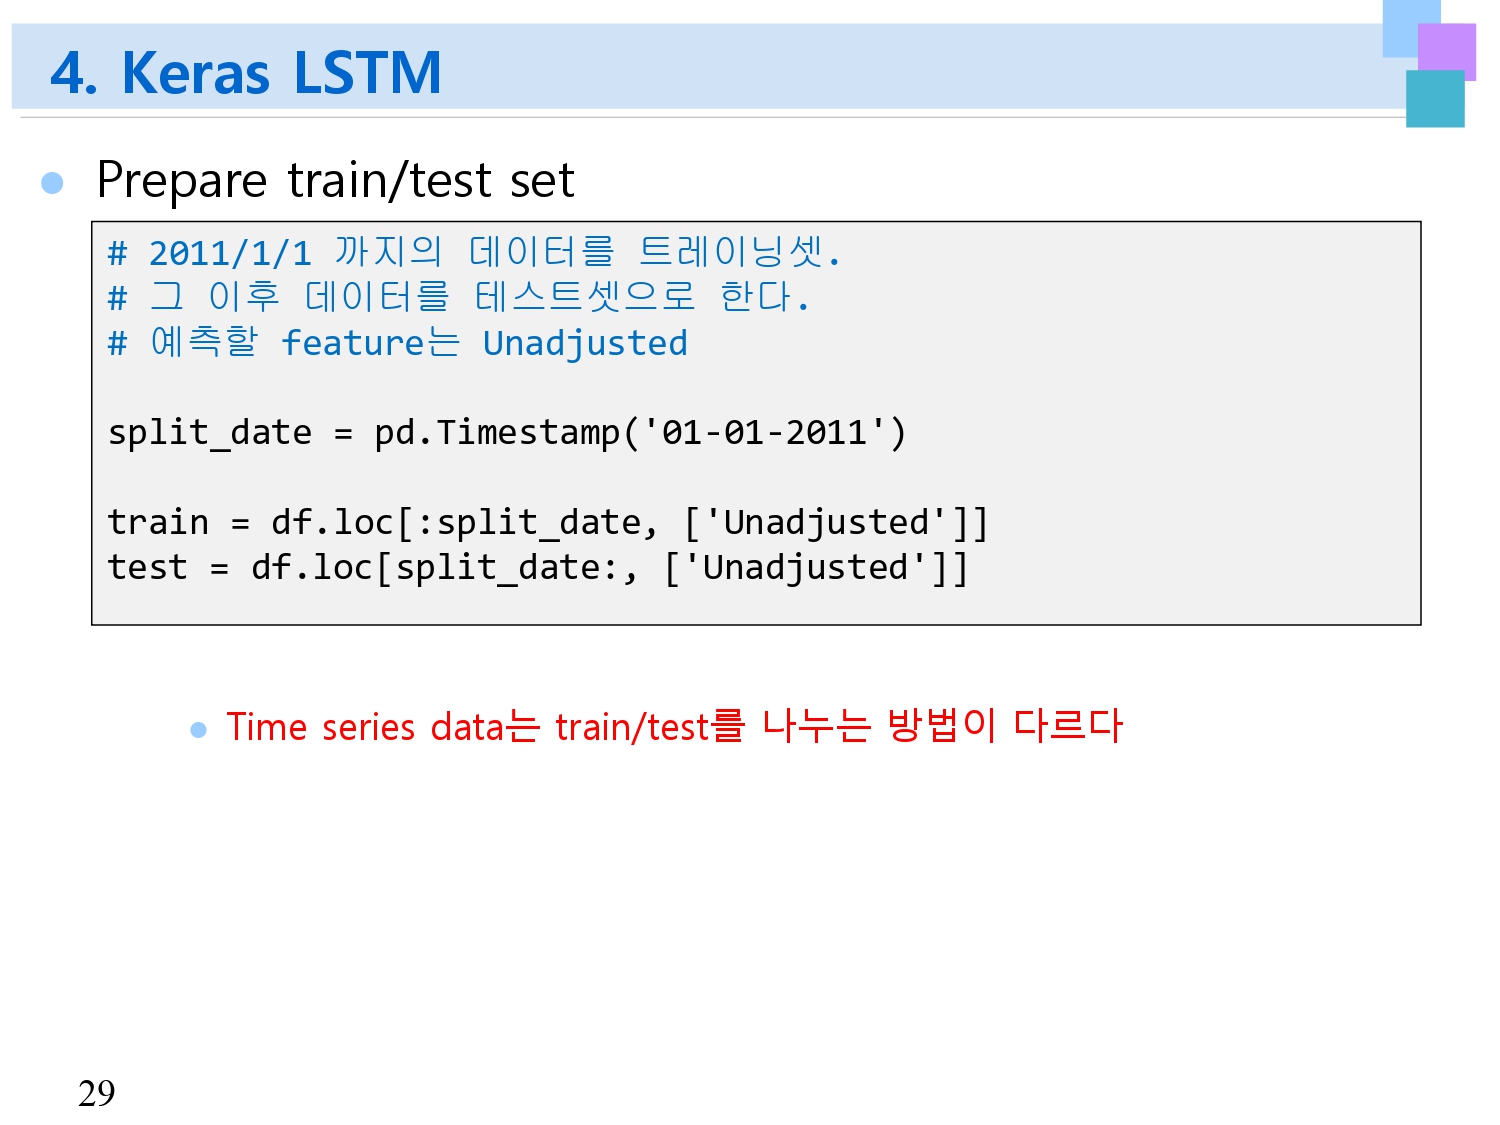 4. Keras LSTM
Prepare train/test set
# 2011/1/1 까지의 데이터를 트레이닝셋.
# 그 이후 데이터를 테스트셋으로 한다.
# 예측할 feature는 Unadjusted
split_date = pd.Timestamp('01-01-2011')
train = df.loc[:split_date, ['Unadjusted']]
test = df.loc[split_date:, ['Unadjusted']]
Time series data는 train/test를 나누는 방법이 다르다
29